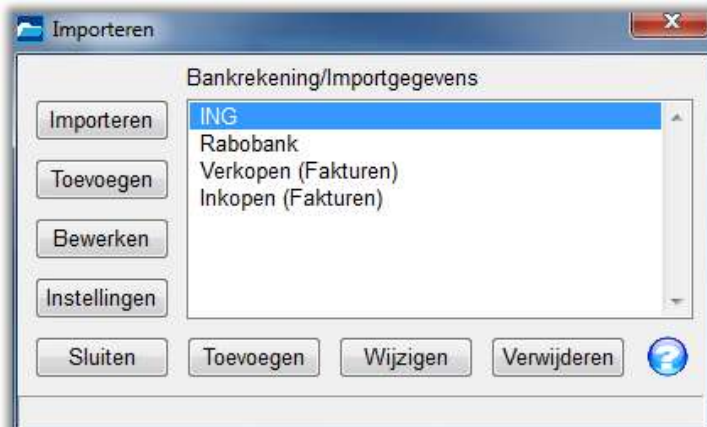 Importeren
Bankrekening/Importgegevens
Importeren
Toevoegen
Bewerken
Instellingen
Sluiten
ING
Rabobank
Verkopen (Fakturen)
Inkopen (Fakturen)
Toevoegen
Wijzigen
Verwijderen
?